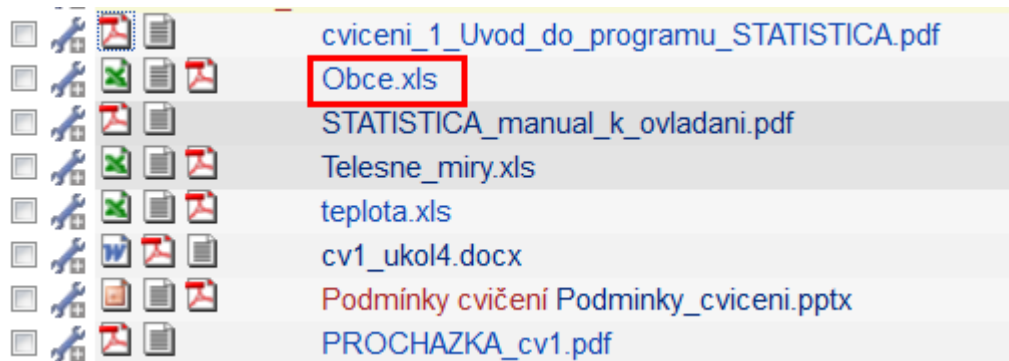 cviceni_1_Uvod_do_programu_STATISTICA.pdf
Obce.xls
STATISTICA_manual_k_ovladani.pdf
Telesne_miry.xls
teplota.xls
cv1_ukol4.docx
Podmínky cvičení Podminky_cviceni.pptx
PROCHAZKA_cv1.pdf